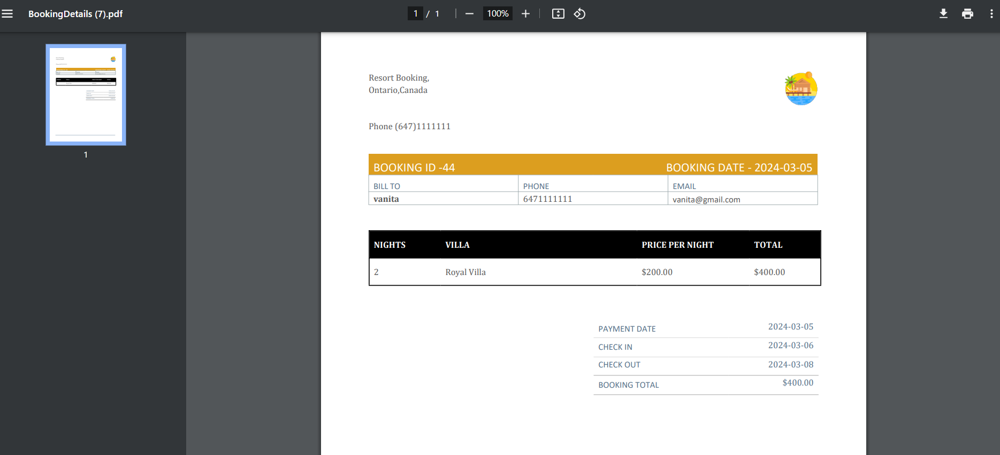 BookingDetails (7).pdf
1 / 1
100%
1
Resort Booking,
Ontario,Canada
Phone (647)1111111
BOOKING ID -44 BOOKING DATE - 2024-03-05
BILL TO PHONE EMAIL
vanita 6471111111 vanita@gmail.com
NIGHTS VILLA PRICE PER NIGHT TOTAL
2 Royal Villa $200.00 $400.00
PAYMENT DATE 2024-03-05
CHECK IN 2024-03-06
CHECK OUT 2024-03-08
BOOKING TOTAL $400.00